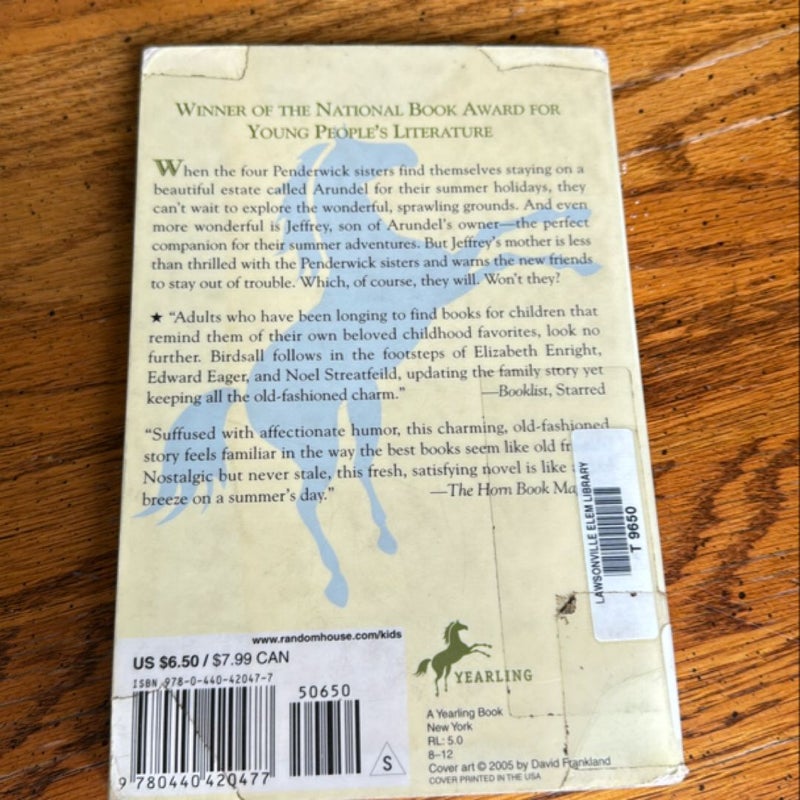 WINNER OF THE NATIONAL BOOK AWARD FOR
YOUNG PEOPLE'S LITERATURE
When the four Penderwick sisters find themselves staying on a
beautiful estate called Arundel for their summer holidays, they
can't wait to explore the wonderful, sprawling grounds. And even
more wonderful is Jeffrey, son of Arundel's owner—the perfect
companion for their summer adventures. But Jeffrey's mother is less
than thrilled with the Penderwick sisters and warns the new friends
to stay out of trouble. Which, of course, they will. Won't they?
★ "Adults who have been longing to find books for children that
remind them of their own beloved childhood favorites, look no
further. Birdsall follows in the footsteps of Elizabeth Enright,
Edward Eager, and Noel Streatfeild, updating the family story yet
keeping all the old-fashioned charm." —Booklist, Starred
"Suffused with affectionate humor, this charming, old-fashioned
story feels familiar in the way the best books seem like old
Nostalgic but never stale, this fresh, satisfying novel is like
breeze on a summer's day." —The Horn Book
LAWSONVILLE ELEM LIBRARY
T 9650
www.randomhouse.com/kids
US $6.50 / $7.99 CAN
ISBN 978-0-440-42047-7
50650
9 780440 420477
S
YEARLING
A Yearling Book
New York
RL: 5.0
8–12
Cover art © 2005 by David Frankland
COVER PRINTED IN THE USA